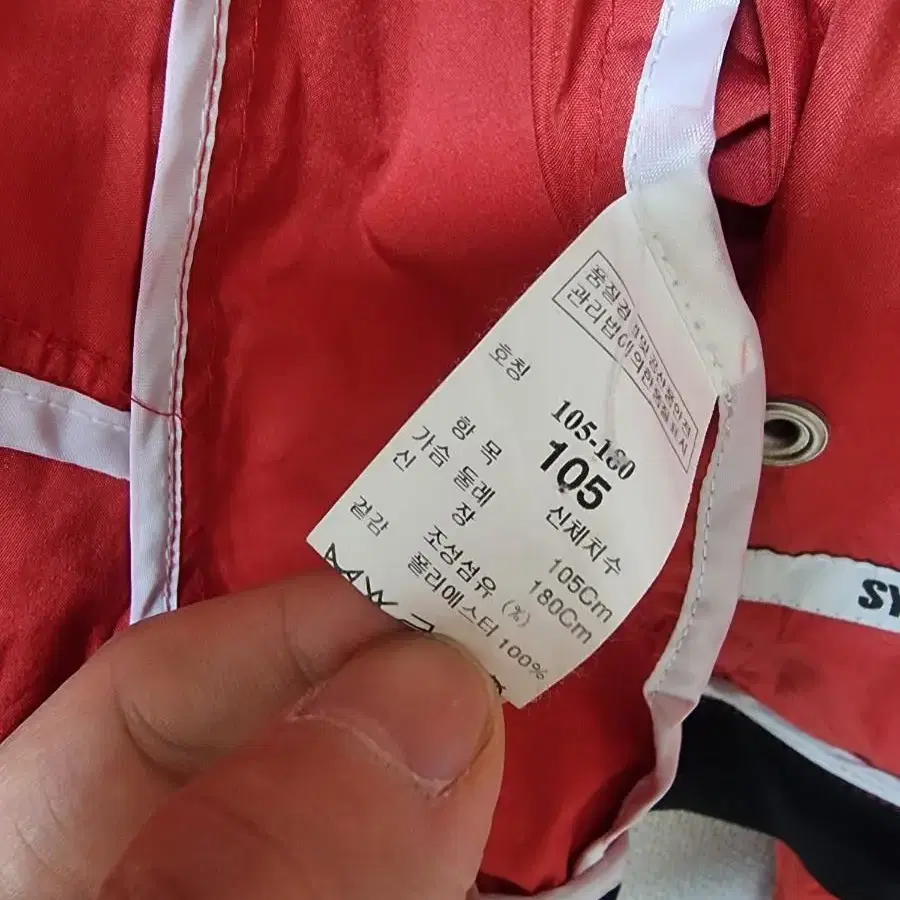 품질경영및공산품안전
관리법에의한품질표시
호칭
105-180
105
항 목 신체치수
가슴 둘레 105Cm
신 장 180Cm
조성섬유 (%)
겉감 폴리에스터 100%
SY